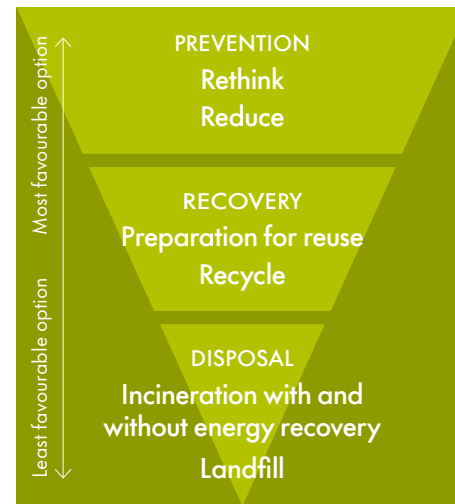 Most favourable option
Least favourable option
PREVENTION
Rethink
Reduce
RECOVERY
Preparation for reuse
Recycle
DISPOSAL
Incineration with and
without energy recovery
Landfill